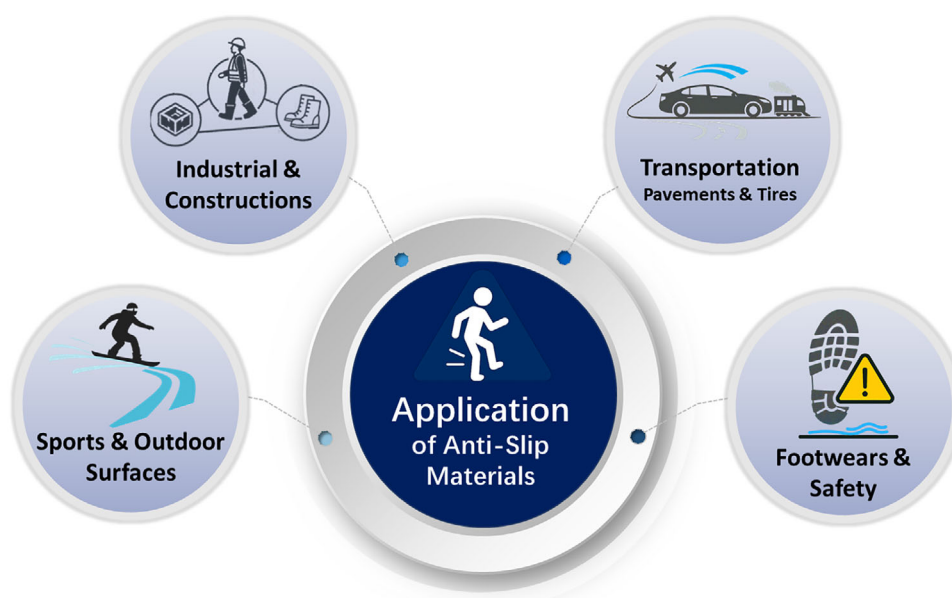 Industrial &
Constructions
Transportation
Pavements & Tires
Sports & Outdoor
Surfaces
Application
of Anti-Slip
Materials
Footwears &
Safety